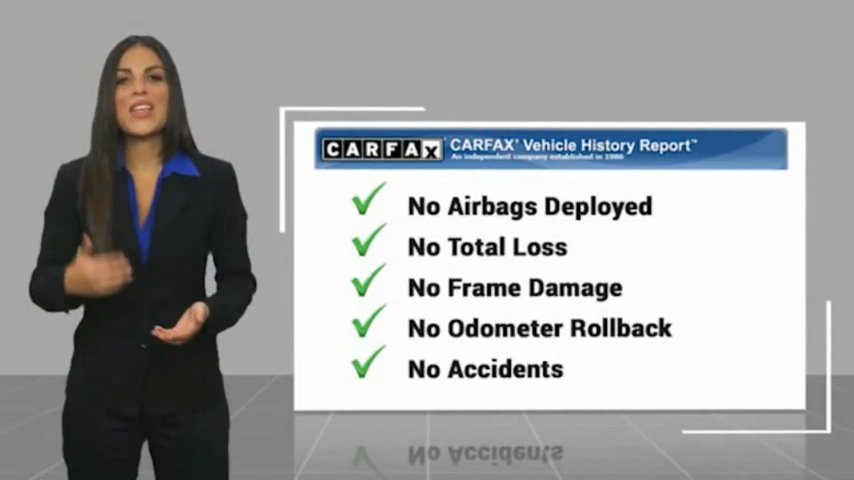 CARFAX CARFAX® Vehicle History Report™
An independent company established in 1986
No Airbags Deployed
No Total Loss
No Frame Damage
No Odometer Rollback
No Accidents
No Accidents